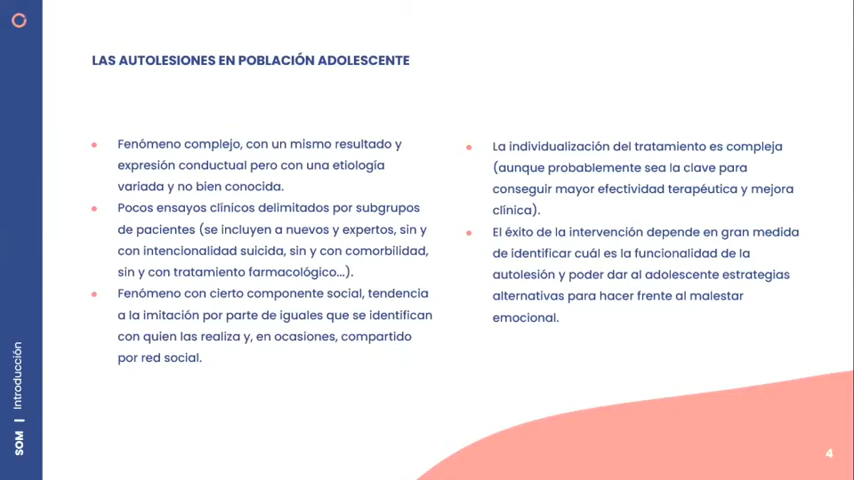 LAS AUTOLESIONES EN POBLACIÓN ADOLESCENTE
Fenómeno complejo, con un mismo resultado y
expresión conductual pero con una etiología
variada y no bien conocida.
Pocos ensayos clínicos delimitados por subgrupos
de pacientes (se incluyen a nuevos y expertos, sin y
con intencionalidad suicida, sin y con comorbilidad,
sin y con tratamiento farmacológico...).
Fenómeno con cierto componente social, tendencia
a la imitación por parte de iguales que se identifican
con quien las realiza y, en ocasiones, compartido
por red social.
La individualización del tratamiento es compleja
(aunque probablemente sea la clave para
conseguir mayor efectividad terapéutica y mejora
clínica).
El éxito de la intervención depende en gran medida
de identificar cuál es la funcionalidad de la
autolesión y poder dar al adolescente estrategias
alternativas para hacer frente al malestar
emocional.
SOM | Introducción
4